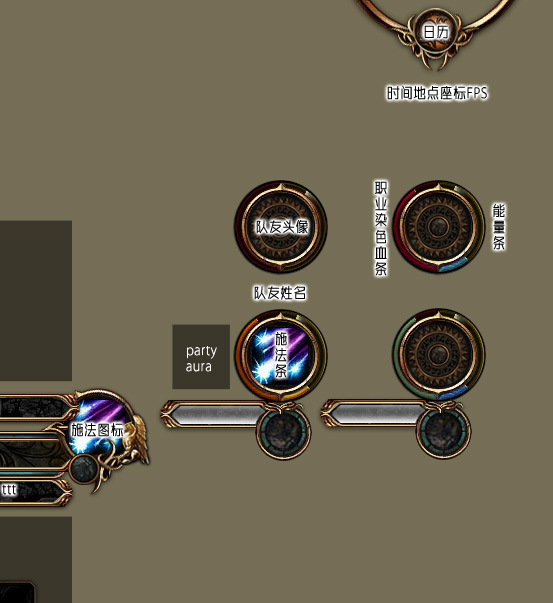 日历
时间地点座标FPS
队友头像
职业染色血条
能量条
队友姓名
施法条
party
aura
施法图标
ttt